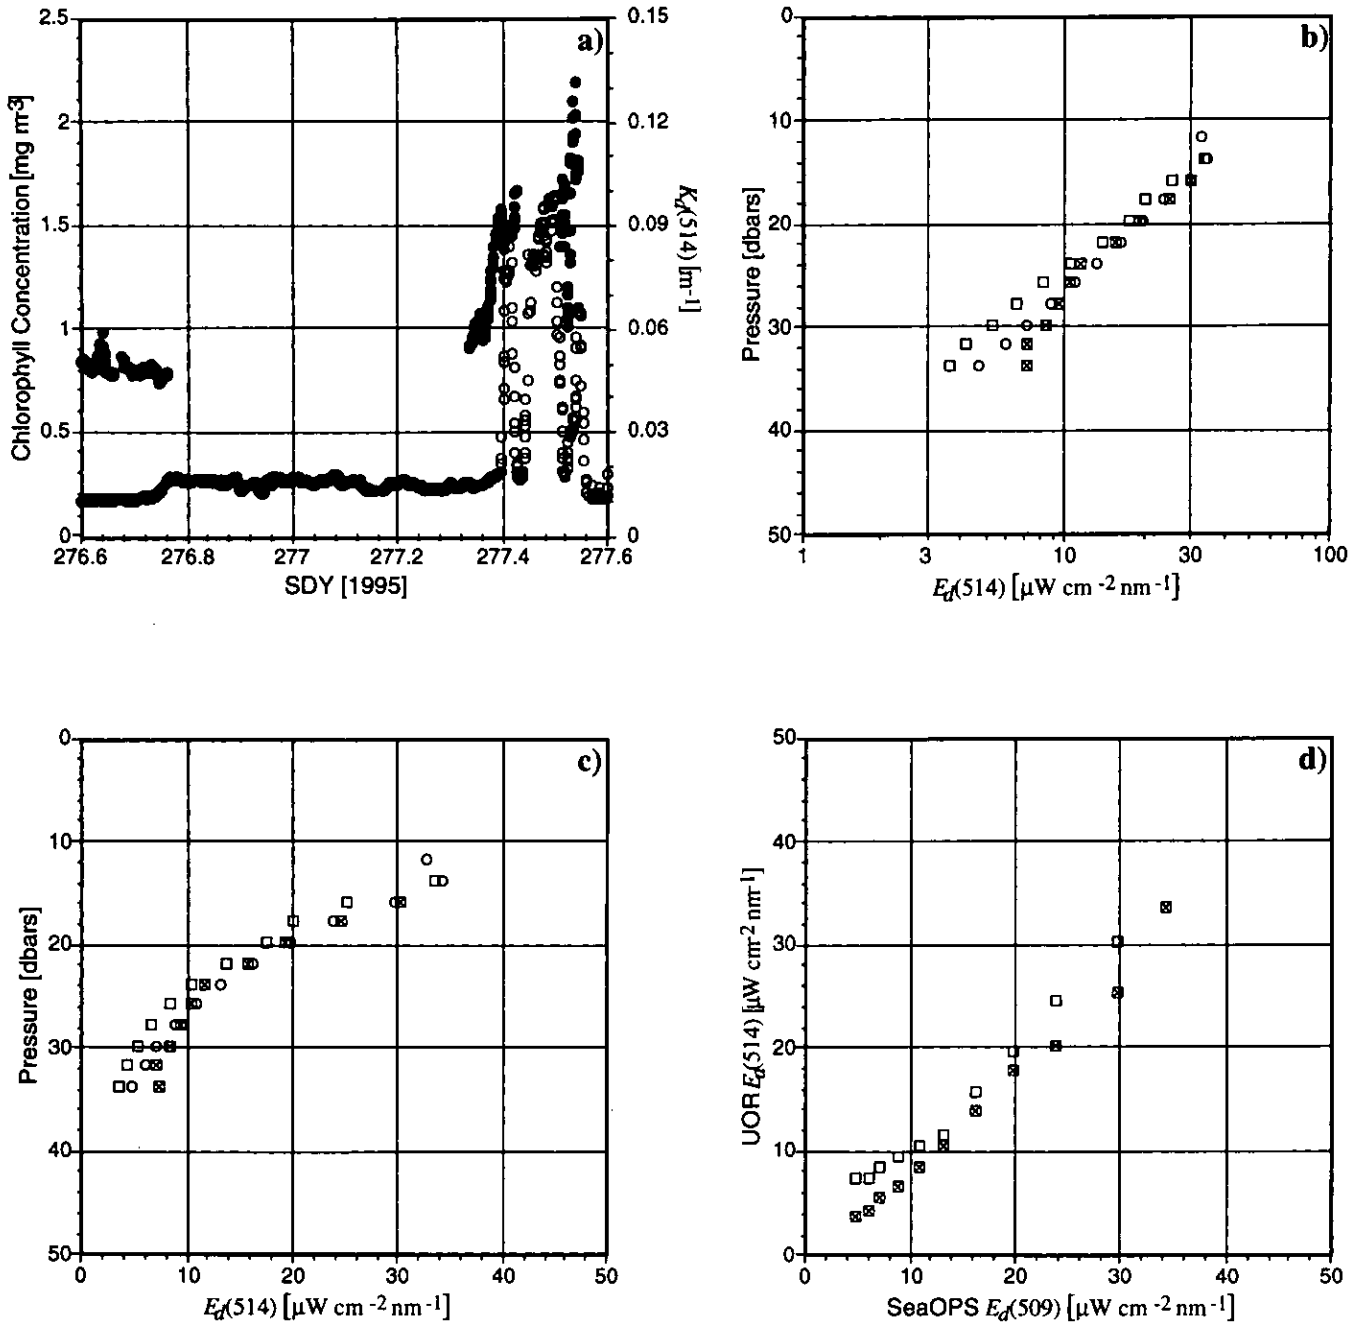 a)
2.5
2
1.5
1
0.5
0
0.15
0.12
0.09
0.06
0.03
0
276.6 276.8 277 277.2 277.4 277.6
Chlorophyll Concentration [mg m-3]
Kd(514) [m-1]
SDY [1995]
b)
0
10
20
30
40
50
1 3 10 30 100
Pressure [dbars]
Ed(514) [µW cm-2 nm-1]
c)
0
10
20
30
40
50
0 10 20 30 40 50
Pressure [dbars]
Ed(514) [µW cm-2 nm-1]
d)
50
40
30
20
10
0
0 10 20 30 40 50
UOR Ed(514) [µW cm-2 nm-1]
SeaOPS Ed(509) [µW cm-2 nm-1]